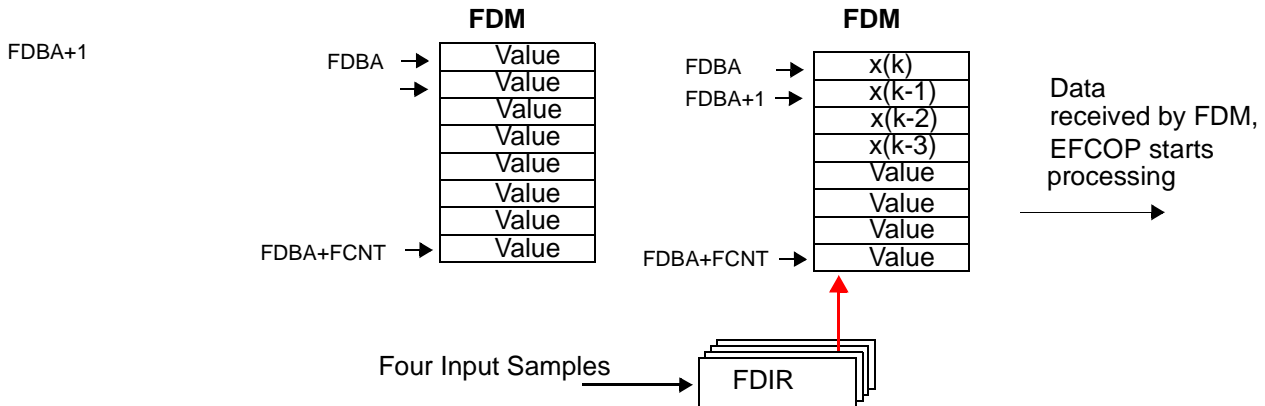 FDM
FDM
FDBA+1
FDBA
Value
Value
Value
Value
Value
Value
Value
Value
FDBA+FCNT
FDBA
FDBA+1
x(k)
x(k-1)
x(k-2)
x(k-3)
Value
Value
Value
Value
FDBA+FCNT
Data
received by FDM,
EFCOP starts
processing
Four Input Samples
FDIR